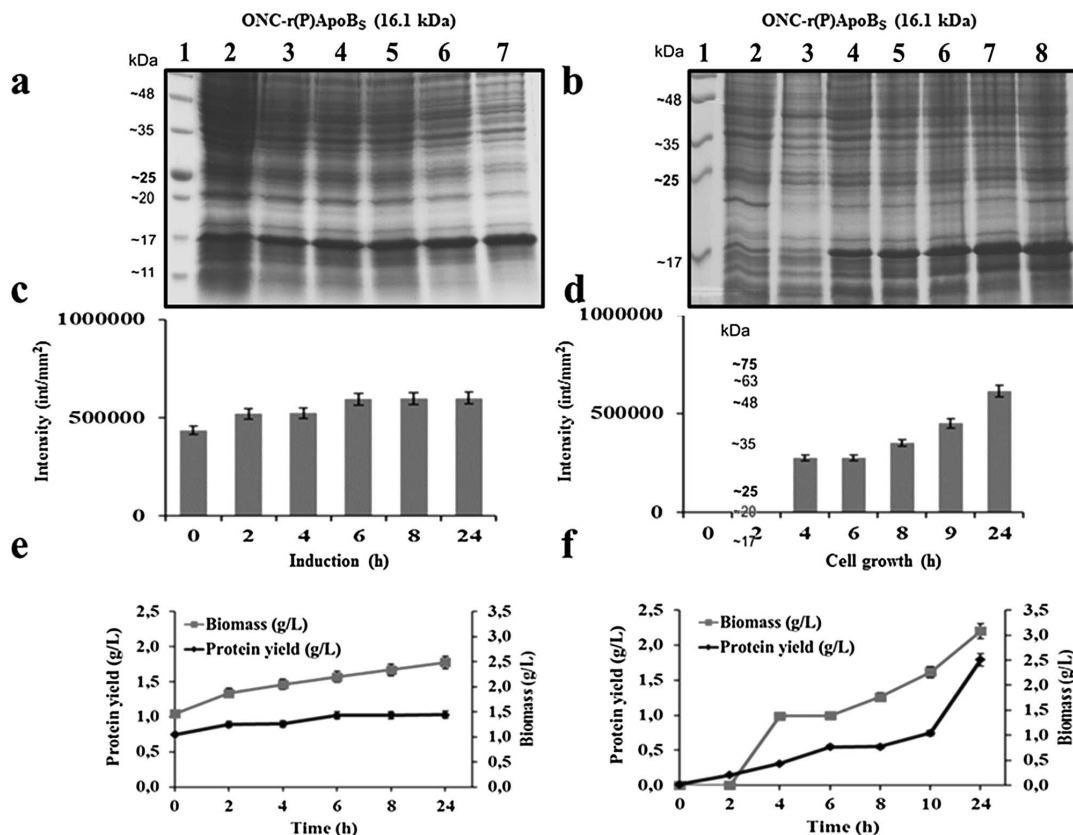 ONC-r(P)ApoBS (16.1 kDa)
kDa 1 2 3 4 5 6 7
a
~48
~35
~25
~20
~17
~11
ONC-r(P)ApoBS (16.1 kDa)
kDa 1 2 3 4 5 6 7 8
b
~48
~35
~25
~17
c
Intensity (int/mm²)
1000000
500000
0
0 2 4 6 8 24
Induction (h)
d
Intensity (int/mm²)
1000000
500000
0
kDa
~75
~63
~48
~35
~25
~20
~17
0 2 4 6 8 9 24
Cell growth (h)
e
Protein yield (g/L)
2,5
2,0
1,5
1,0
0,5
0,0
Biomass (g/L)
Protein yield (g/L)
3,5
3,0
2,5
2,0
1,5
1,0
0,5
0,0
Biomass (g/L)
0 2 4 6 8 24
Time (h)
f
Protein yield (g/L)
2,5
2,0
1,5
1,0
0,5
0,0
Biomass (g/L)
Protein yield (g/L)
3,5
3,0
2,5
2,0
1,5
1,0
0,5
0,0
Biomass (g/L)
0 2 4 6 8 10 24
Time (h)